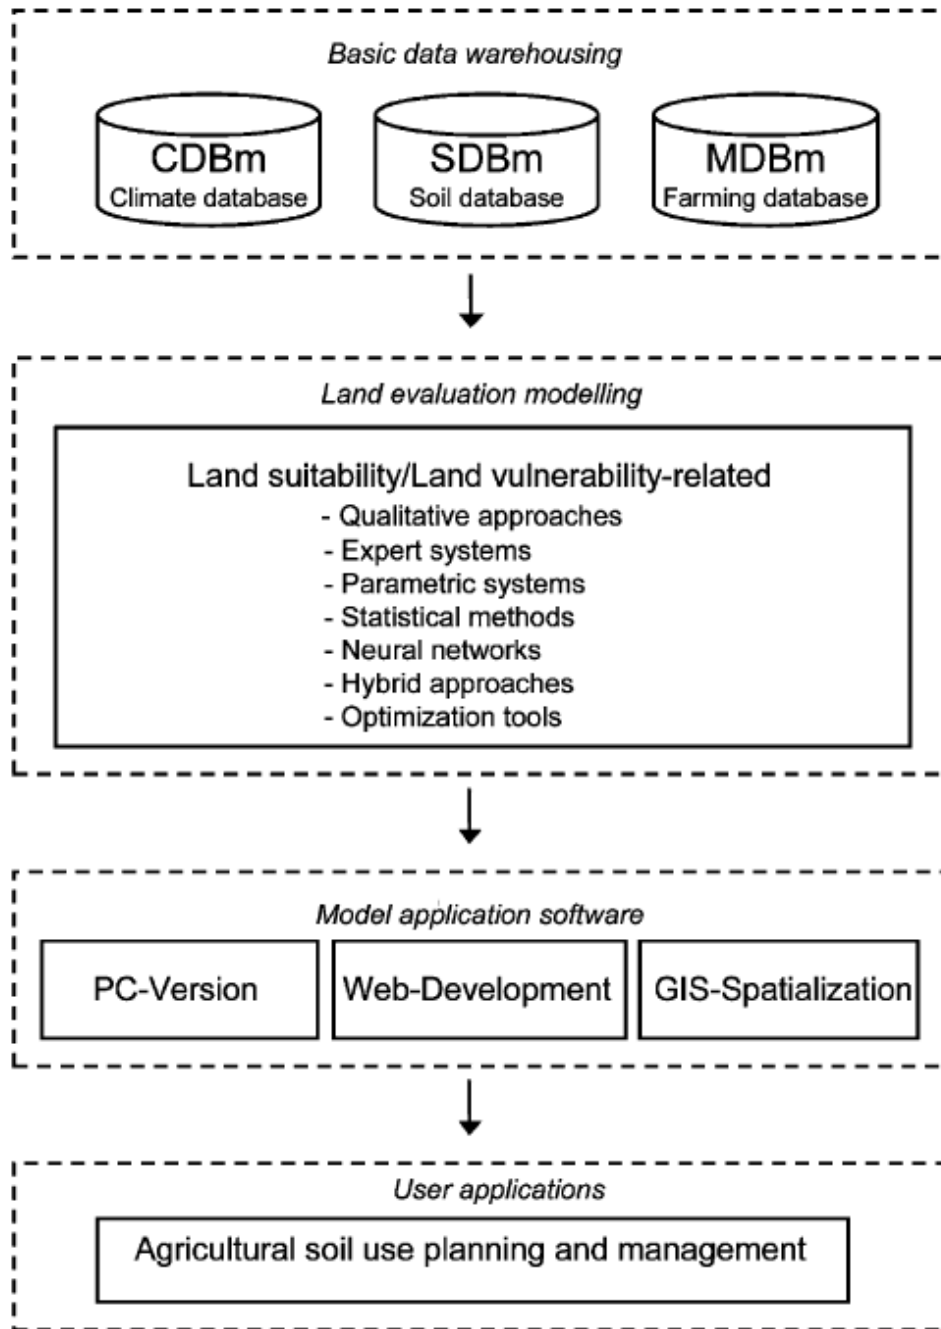 Basic data warehousing
CDBm
Climate database
SDBm
Soil database
MDBm
Farming database
Land evaluation modelling
Land suitability/Land vulnerability-related
- Qualitative approaches
- Expert systems
- Parametric systems
- Statistical methods
- Neural networks
- Hybrid approaches
- Optimization tools
Model application software
PC-Version
Web-Development
GIS-Spatialization
User applications
Agricultural soil use planning and management